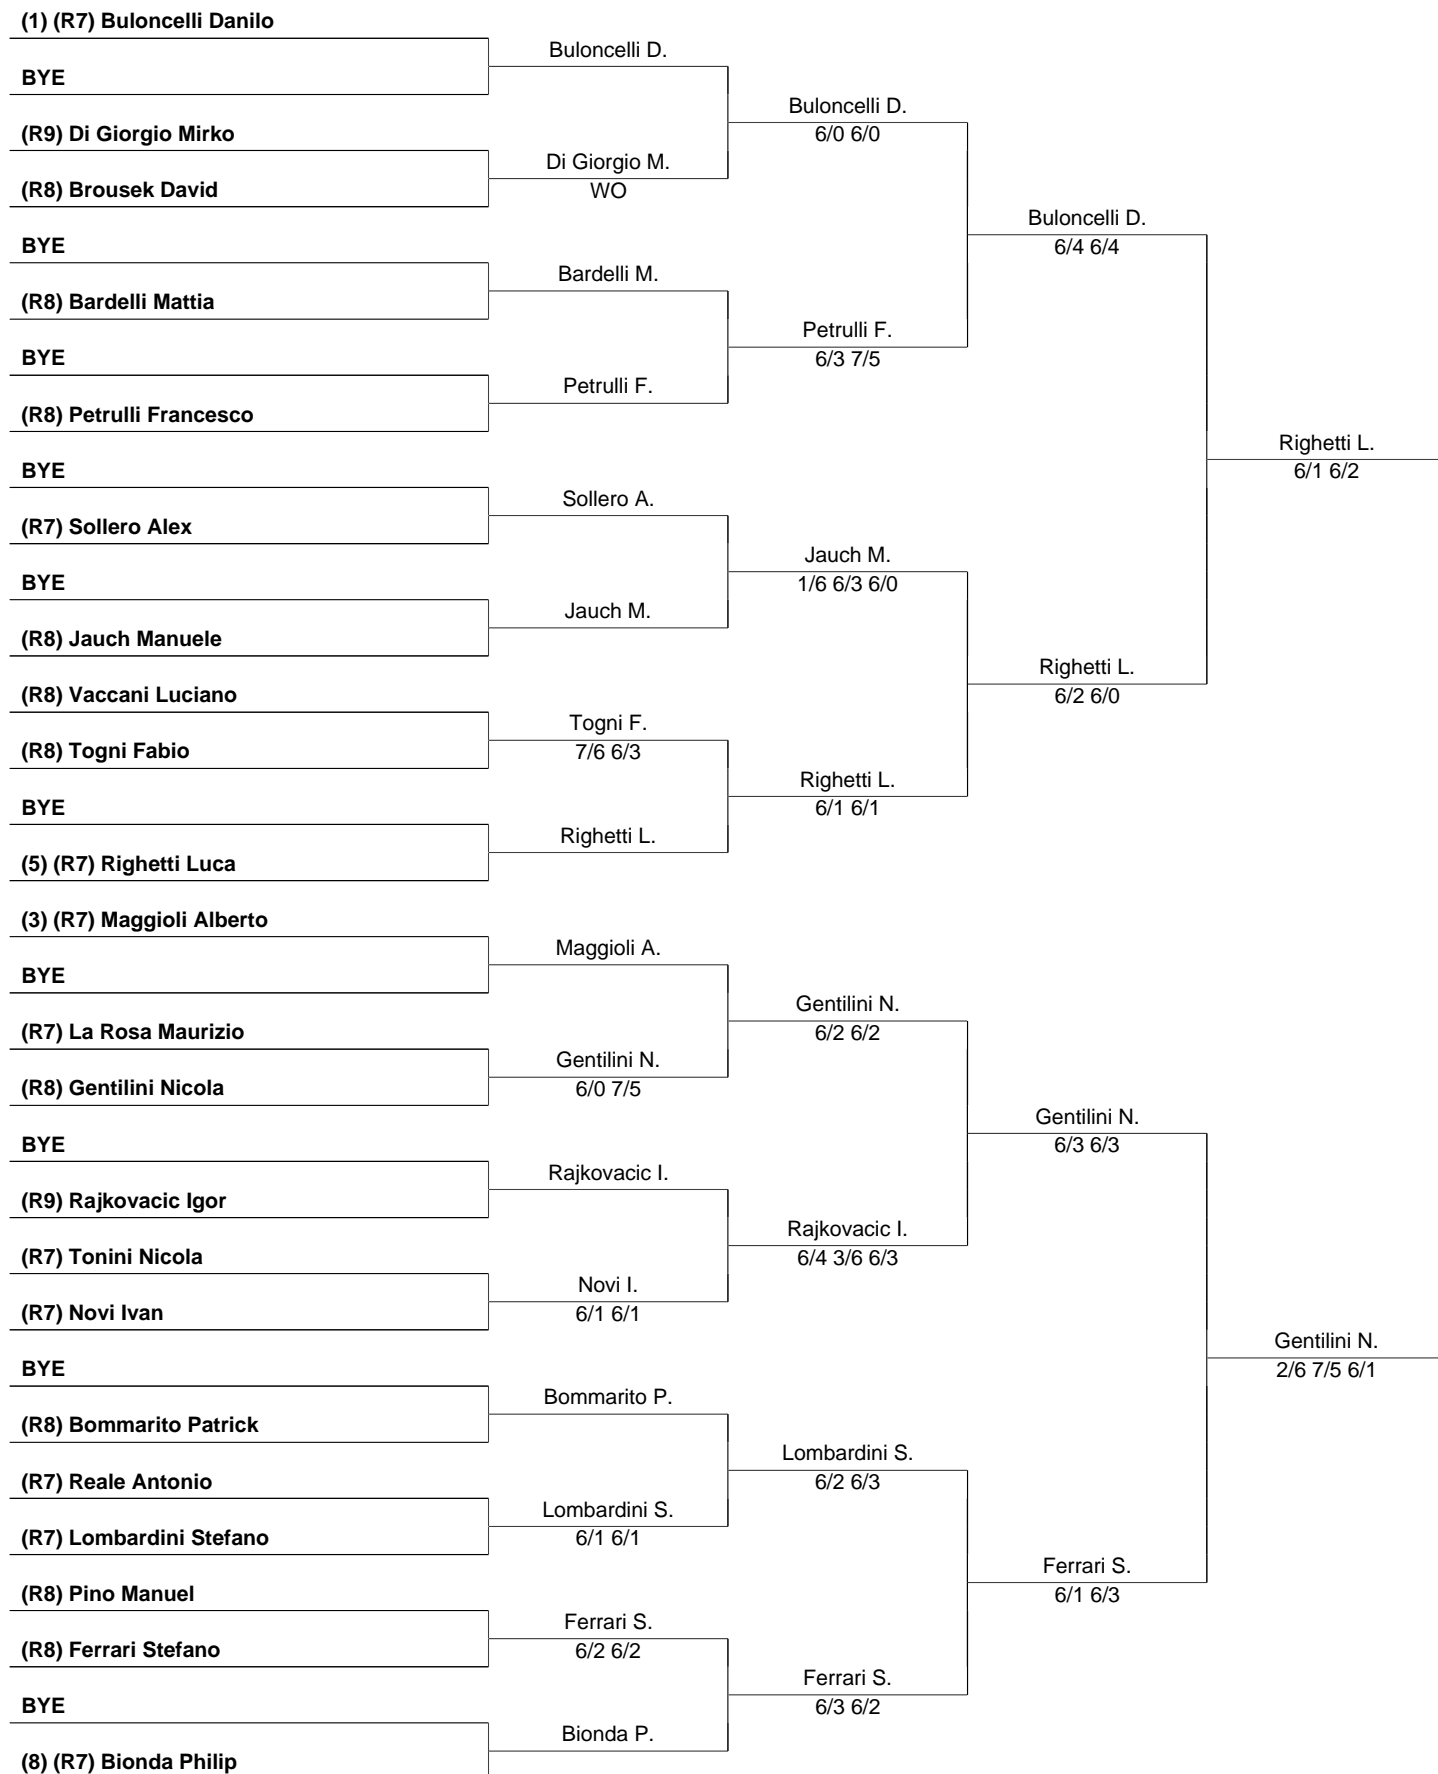 (1) (R7) Buloncelli Danilo
Buloncelli D.
BYE
Buloncelli D.
6/0 6/0
(R9) Di Giorgio Mirko
Di Giorgio M.
WO
(R8) Brousek David
Buloncelli D.
6/4 6/4
BYE
Bardelli M.
(R8) Bardelli Mattia
Petrulli F.
6/3 7/5
BYE
Petrulli F.
(R8) Petrulli Francesco
Righetti L.
6/1 6/2
BYE
Sollero A.
(R7) Sollero Alex
Jauch M.
1/6 6/3 6/0
BYE
Jauch M.
(R8) Jauch Manuele
Righetti L.
6/2 6/0
(R8) Vaccani Luciano
Togni F.
7/6 6/3
(R8) Togni Fabio
Righetti L.
6/1 6/1
BYE
Righetti L.
(5) (R7) Righetti Luca
(3) (R7) Maggioli Alberto
Maggioli A.
BYE
Gentilini N.
6/2 6/2
(R7) La Rosa Maurizio
Gentilini N.
6/0 7/5
(R8) Gentilini Nicola
Gentilini N.
6/3 6/3
BYE
Rajkovacic I.
(R9) Rajkovacic Igor
Rajkovacic I.
6/4 3/6 6/3
(R7) Tonini Nicola
Novi I.
6/1 6/1
(R7) Novi Ivan
Gentilini N.
2/6 7/5 6/1
BYE
Bommarito P.
(R8) Bommarito Patrick
Lombardini S.
6/2 6/3
(R7) Reale Antonio
Lombardini S.
6/1 6/1
(R7) Lombardini Stefano
Ferrari S.
6/1 6/3
(R8) Pino Manuel
Ferrari S.
6/2 6/2
(R8) Ferrari Stefano
Ferrari S.
6/3 6/2
BYE
Bionda P.
(8) (R7) Bionda Philip